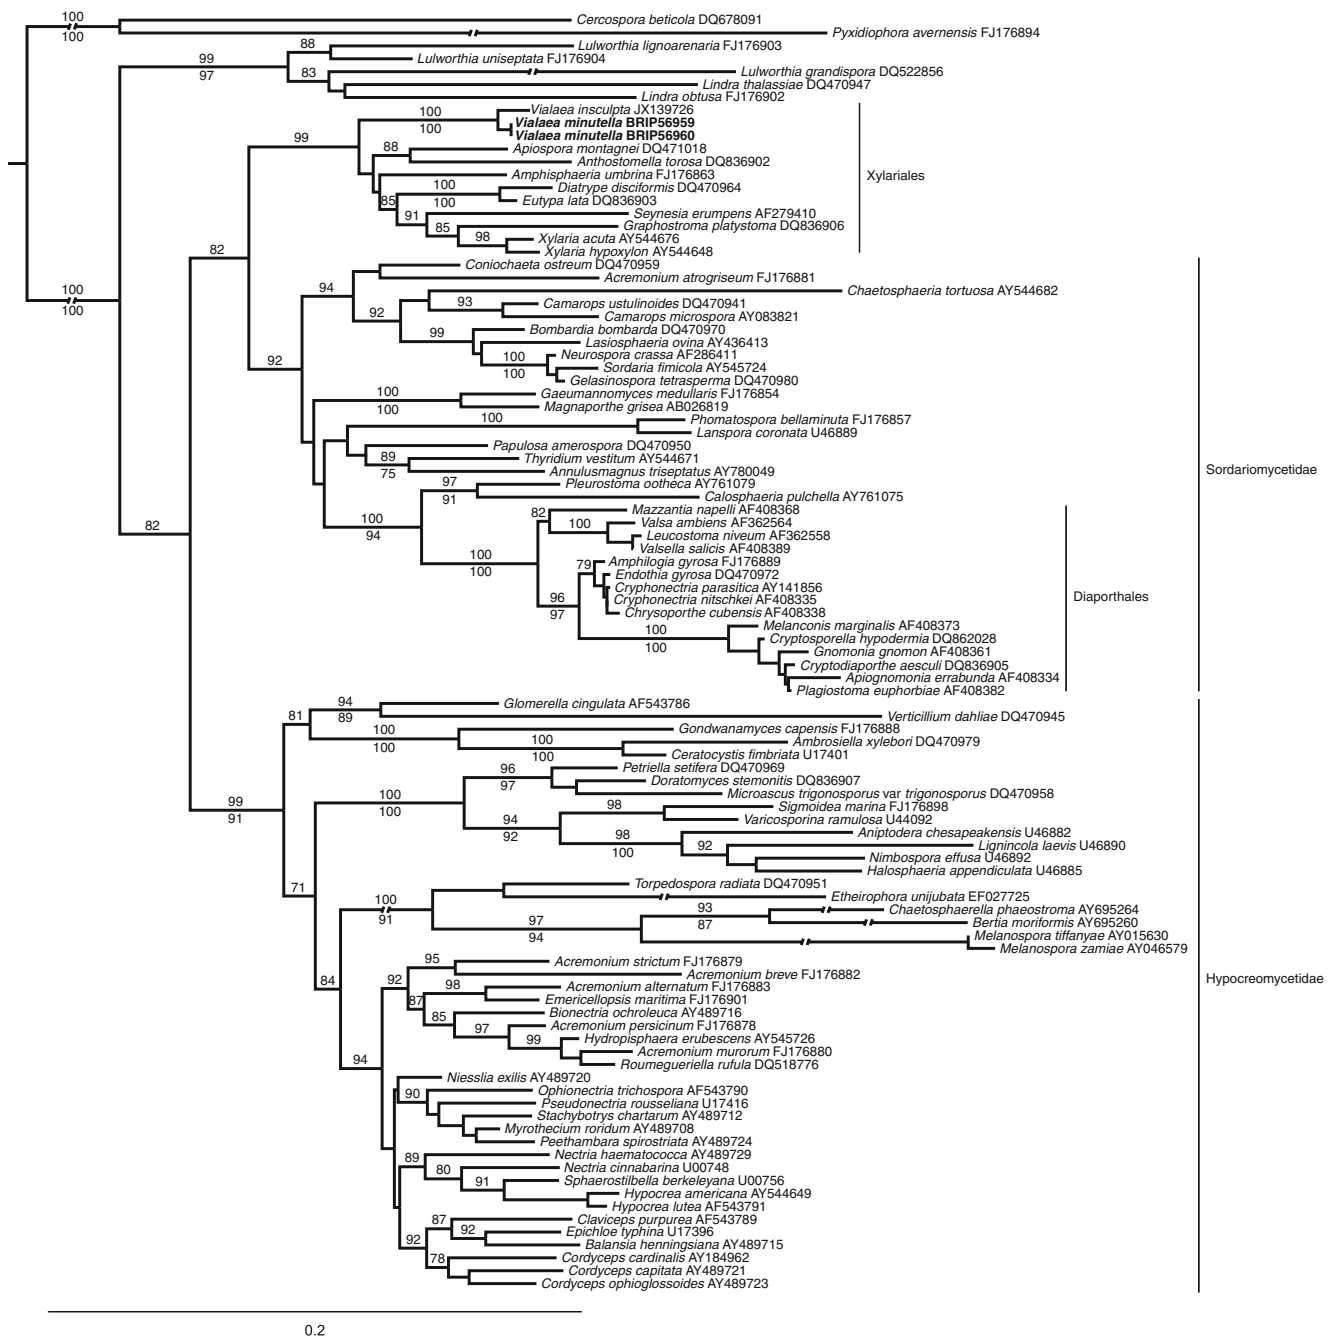 100
100
Cercospora beticola DQ678091
Pyxidiophora avernensis FJ176894
88
Lulworthia lignoarenaria FJ176903
99
97
Lulworthia uniseptata FJ176904
83
Lulworthia grandispora DQ522856
Lindra thalassiae DQ470947
Lindra obtusa FJ176902
100
100
Vialaea insculpta JX139726
Vialaea minutella BRIP56959
Vialaea minutella BRIP56960
99
88
Apiospora montagnei DQ471018
Anthostomella torosa DQ836902
Amphisphaeria umbrina FJ176863
Xylariales
100
100
Diatrype disciformis DQ470964
85
Eutypa lata DQ836903
91
Seynesia erumpens AF279410
85
Graphostroma platystoma DQ836906
98
Xylaria acuta AY544676
Xylaria hypoxylon AY544648
82
Coniochaeta ostreum DQ470959
Acremonium atrogriseum FJ176881
100
100
94
Chaetosphaeria tortuosa AY544682
93
Camarops ustulinoides DQ470941
92
Camarops microspora AY083821
99
Bombardia bombarda DQ470970
Lasiosphaeria ovina AY436413
92
100
100
Neurospora crassa AF286411
Sordaria fimicola AY545724
Gelasinospora tetrasperma DQ470980
100
100
Gaeumannomyces medullaris FJ176854
Magnaporthe grisea AB026819
100
Phomatospora bellaminuta FJ176857
Lanspora coronata U46889
Papulosa amerospora DQ470950
89
75
Thyridium vestitum AY544671
Annulusmagnus triseptatus AY780049
Sordariomycetidae
97
91
Pleurostoma ootheca AY761079
Calosphaeria pulchella AY761075
82
100
94
82
Mazzantia napelli AF408368
100
Valsa ambiens AF362564
Leucostoma niveum AF362558
Valsella salicis AF408389
100
100
79
Amphilogia gyrosa FJ176889
Endothia gyrosa DQ470972
Cryphonectria parasitica AY141856
Cryphonectria nitschkei AF408335
Diaporthales
96
97
Chrysoporthe cubensis AF408338
100
100
Melanconis marginalis AF408373
Cryptosporella hypodermia DQ862028
Gnomonia gnomon AF408361
Cryptodiaporthe aesculi DQ836905
Apiognomonia errabunda AF408334
Plagiostoma euphorbiae AF408382
81
94
89
Glomerella cingulata AF543786
Verticillium dahliae DQ470945
100
100
Gondwanamyces capensis FJ176888
100
100
Ambrosiella xylebori DQ470979
Ceratocystis fimbriata U17401
96
97
Petriella setifera DQ470969
Doratomyces stemonitis DQ836907
Microascus trigonosporus var trigonosporus DQ470958
99
91
100
100
98
Sigmoidea marina FJ176898
94
92
Varicosporina ramulosa U44092
98
100
Aniptodera chesapeakensis U46882
92
Lignincola laevis U46890
Nimbospora effusa U46892
Halosphaeria appendiculata U46885
71
Torpedospora radiata DQ470951
100
91
Etheirophora unijubata EF027725
93
87
Chaetosphaerella phaeostroma AY695264
97
94
Bertia moriformis AY695260
Melanospora tiffanyae AY015630
Melanospora zamiae AY046579
84
92
95
Acremonium strictum FJ176879
Acremonium breve FJ176882
Hypocreomycetidae
98
Acremonium alternatum FJ176883
87
Emericellopsis maritima FJ176901
85
Bionectria ochroleuca AY489716
97
Acremonium persicinum FJ176878
99
Hydropisphaera erubescens AY545726
94
Acremonium murorum FJ176880
Roumegueriella rufula DQ518776
Niesslia exilis AY489720
90
Ophionectria trichospora AF543790
Pseudonectria rousseliana U17416
Stachybotrys chartarum AY489712
Myrothecium roridum AY489708
Peethambara spirostriata AY489724
89
Nectria haematococca AY489729
80
Nectria cinnabarina U00748
91
Sphaerostilbella berkeleyana U00756
Hypocrea americana AY544649
Hypocrea lutea AF543791
87
Claviceps purpurea AF543789
92
Epichloe typhina U17396
92
Balansia henningsiana AY489715
78
Cordyceps cardinalis AY184962
Cordyceps capitata AY489721
Cordyceps ophioglossoides AY489723
0.2